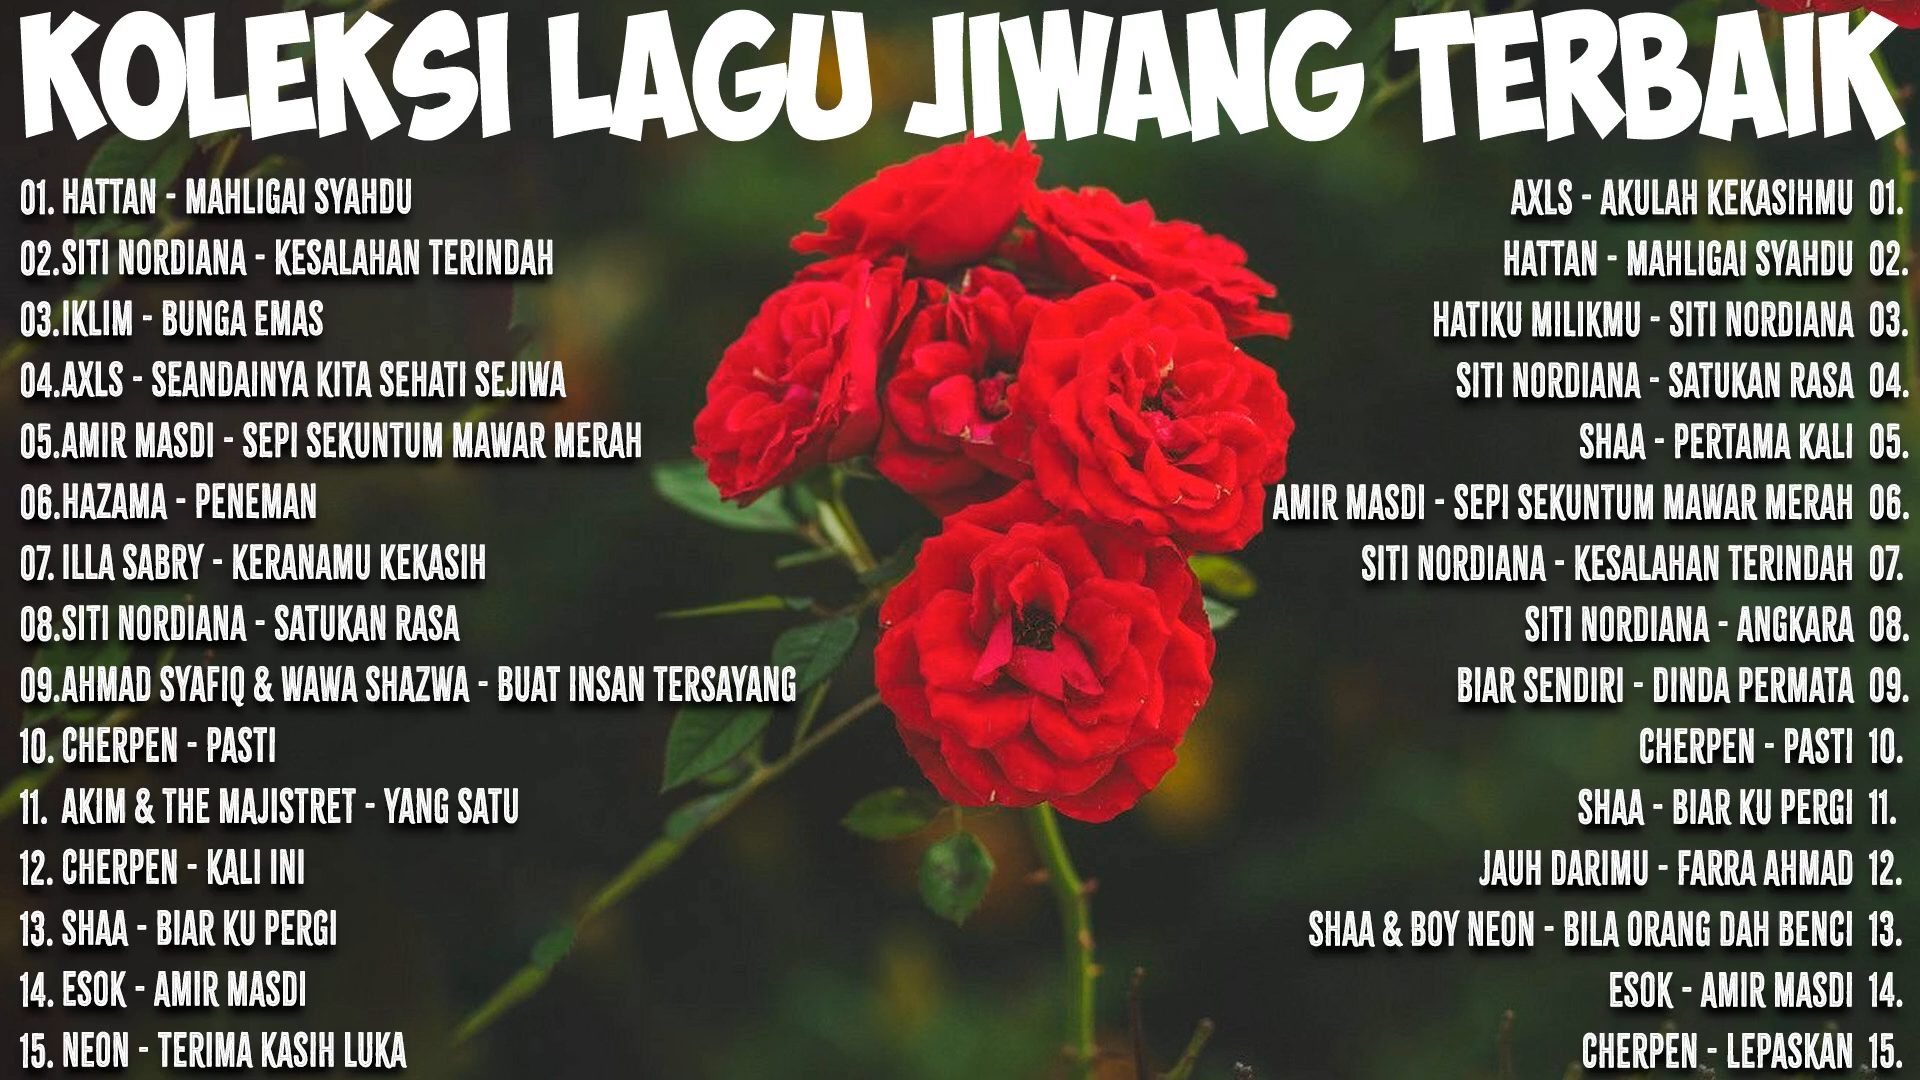 KOLEKSI LAGU JIWANG TERBAIK
01. HATTAN - MAHLIGAI SYAHDU
02. SITI NORDIANA - KESALAHAN TERINDAH
03. IKLIM - BUNGA EMAS
04. AXLS - SEANDAINYA KITA SEHATI SEJIWA
05. AMIR MASDI - SEPI SEKUNTUM MAWAR MERAH
06. HAZAMA - PENEMAN
07. ILLA SABRY - KERANAMU KEKASIH
08. SITI NORDIANA - SATUKAN RASA
09. AHMAD SYAFIQ & WAWA SHAZWA - BUAT INSAN TERSAYANG
10. CHERPEN - PASTI
11. AKIM & THE MAJISTRET - YANG SATU
12. CHERPEN - KALI INI
13. SHAA - BIAR KU PERGI
14. ESOK - AMIR MASDI
15. NEON - TERIMA KASIH LUKA
AXLS - AKULAH KEKASIHMU 01.
HATTAN - MAHLIGAI SYAHDU 02.
HATIKU MILIKMU - SITI NORDIANA 03.
SITI NORDIANA - SATUKAN RASA 04.
SHAA - PERTAMA KALI 05.
AMIR MASDI - SEPI SEKUNTUM MAWAR MERAH 06.
SITI NORDIANA - KESALAHAN TERINDAH 07.
SITI NORDIANA - ANGKARA 08.
BIAR SENDIRI - DINDA PERMATA 09.
CHERPEN - PASTI 10.
SHAA - BIAR KU PERGI 11.
JAUH DARIMU - FARRA AHMAD 12.
SHAA & BOY NEON - BILA ORANG DAH BENCI 13.
ESOK - AMIR MASDI 14.
CHERPEN - LEPASKAN 15.